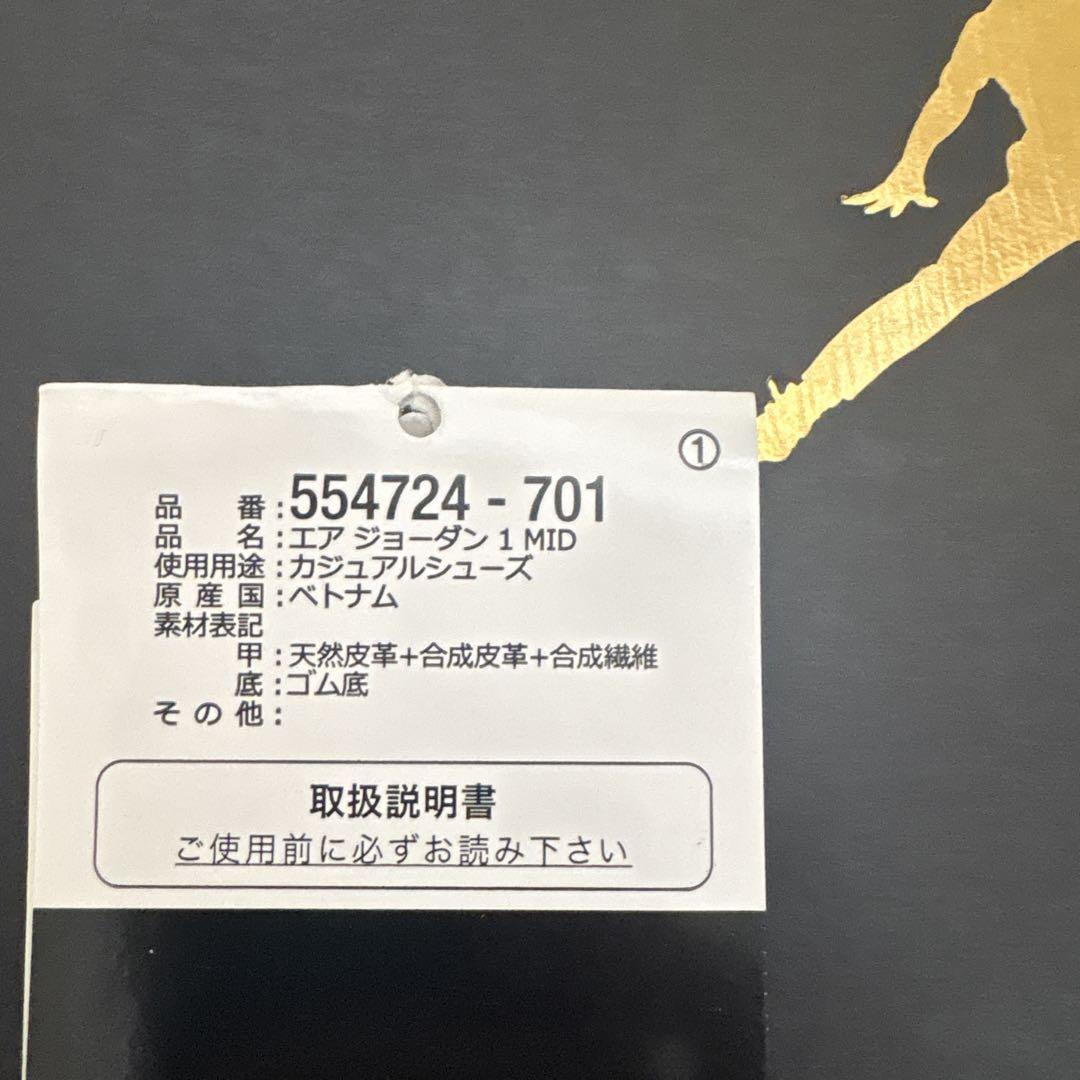 ①
品番:554724-701
品名:エア ジョーダン 1 MID
使用用途:カジュアルシューズ
原産国:ベトナム
素材表記
甲:天然皮革+合成皮革+合成繊維
底:ゴム底
その他:
取扱説明書
ご使用前に必ずお読み下さい